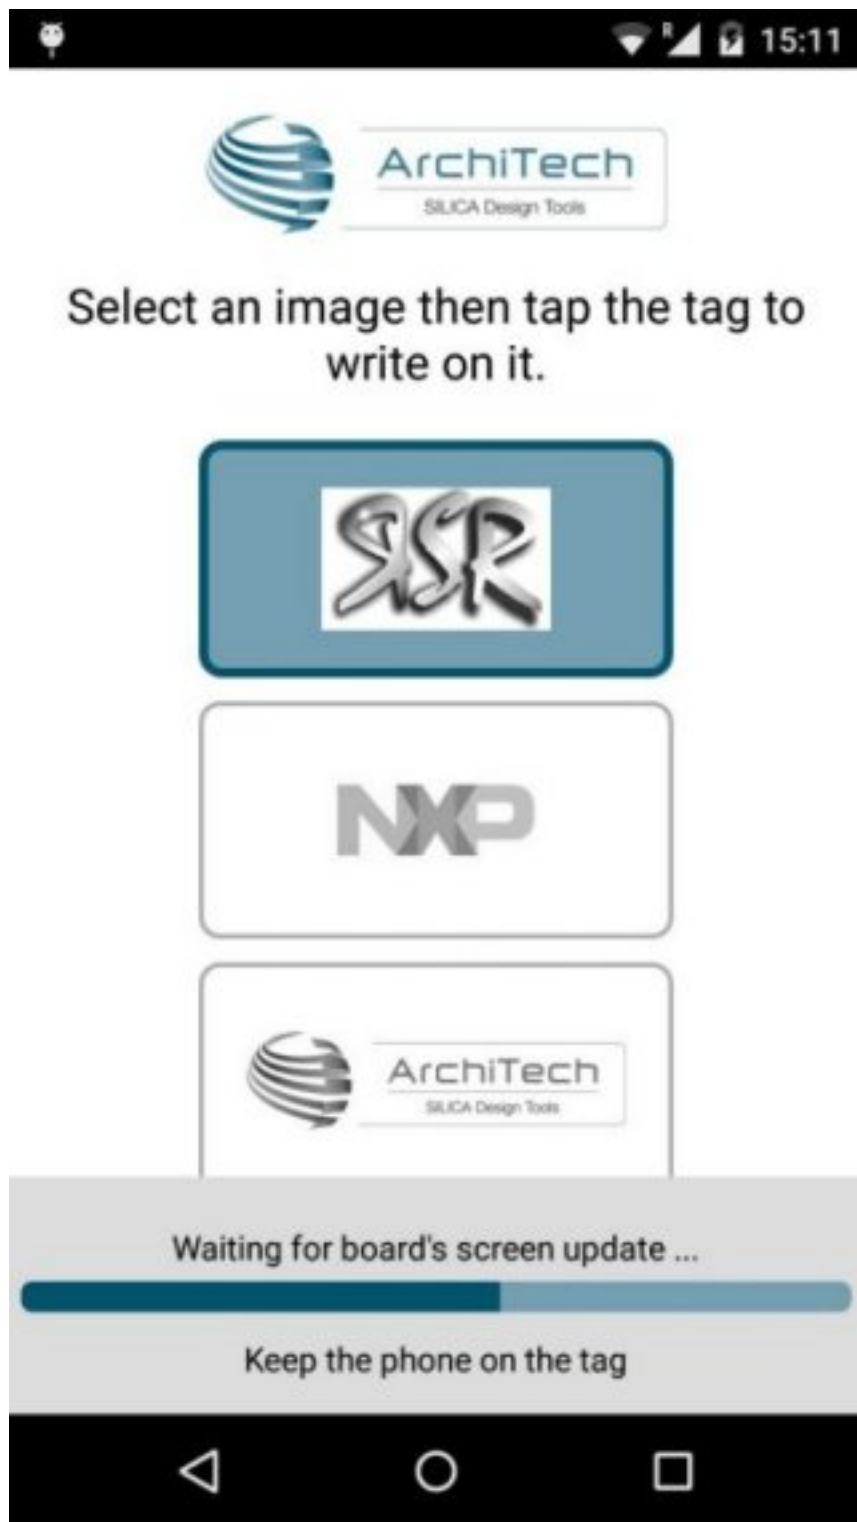 R 15:11
ArchiTech
SILICA Design Tools
Select an image then tap the tag to
write on it.
RSR
NXP
ArchiTech
SILICA Design Tools
Waiting for board's screen update ...
Keep the phone on the tag